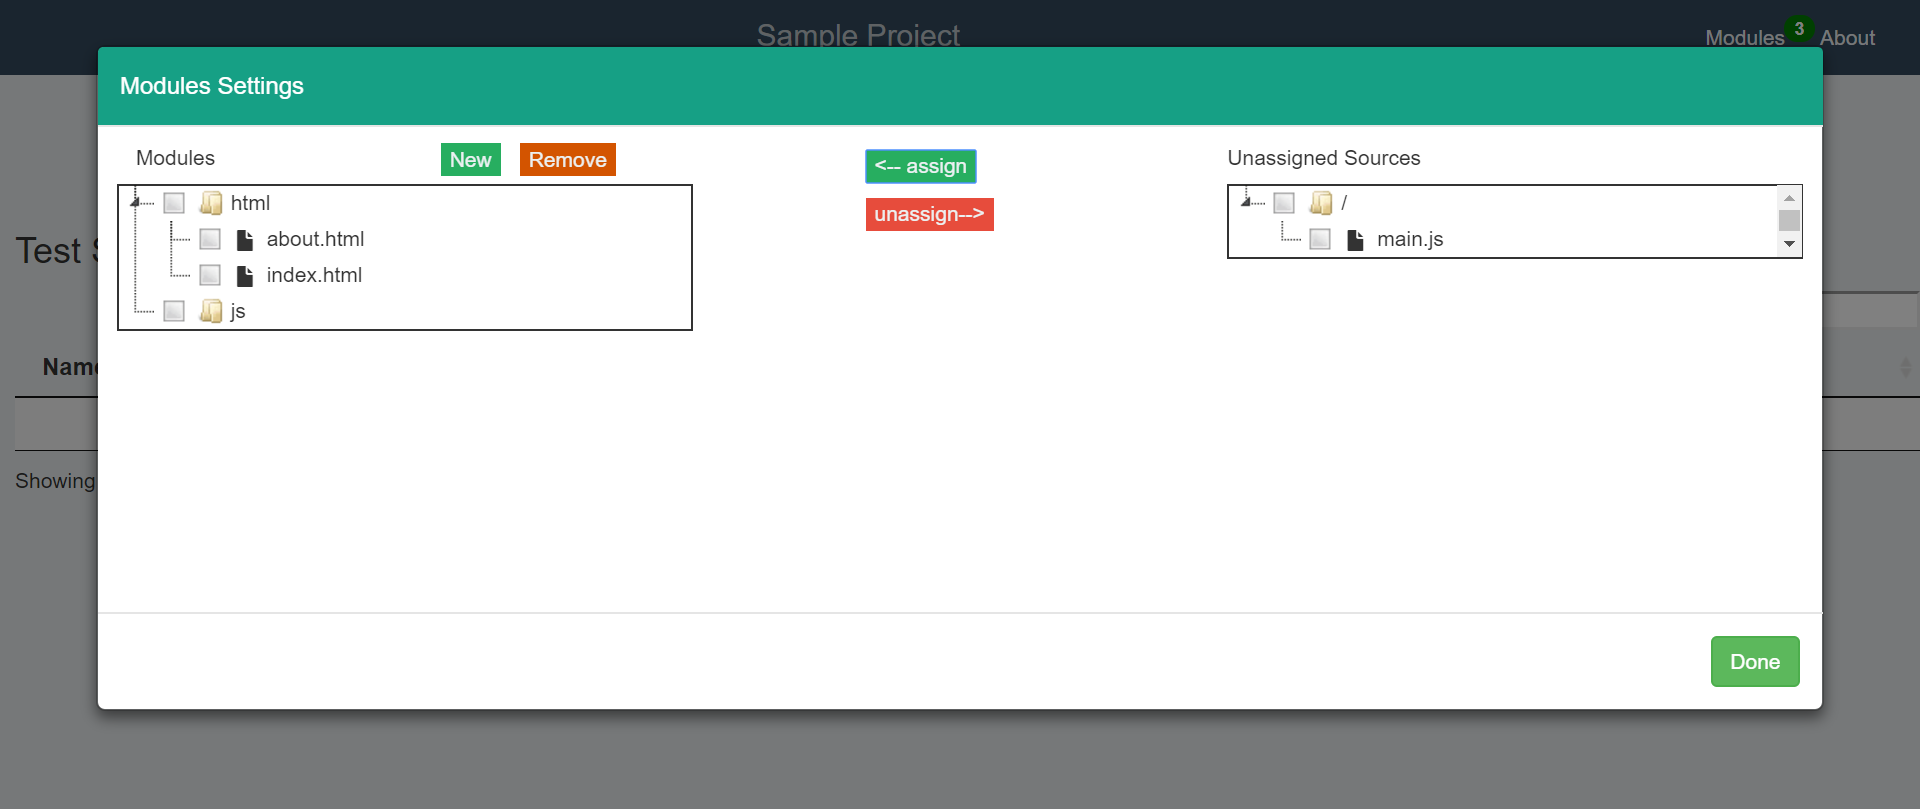 Sample Project
Modules 3 About
Modules Settings
Modules New Remove
<-- assign
unassign-->
Unassigned Sources
html
about.html
index.html
js
/
main.js
Test
Name
Showing
Done